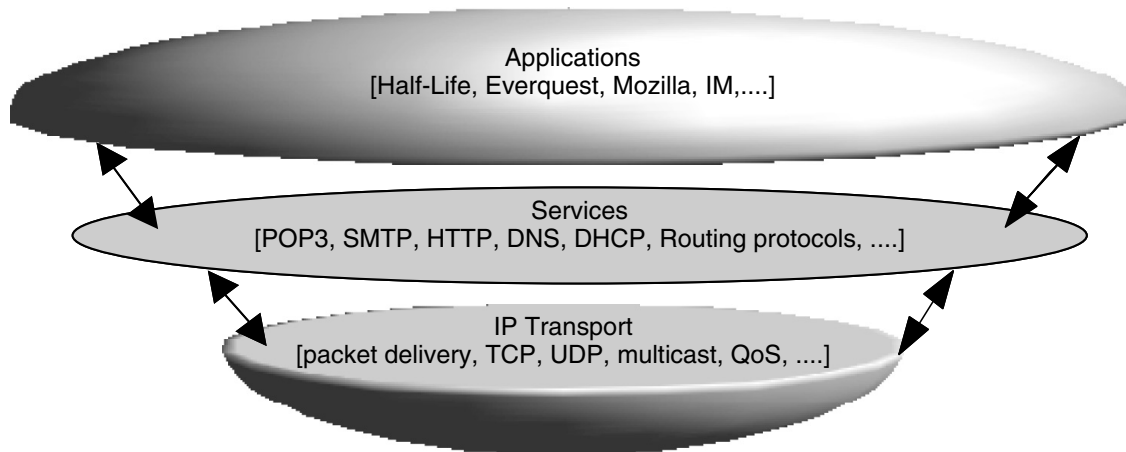 Applications
[Half-Life, Everquest, Mozilla, IM,....]
Services
[POP3, SMTP, HTTP, DNS, DHCP, Routing protocols, ....]
IP Transport
[packet delivery, TCP, UDP, multicast, QoS, ....]